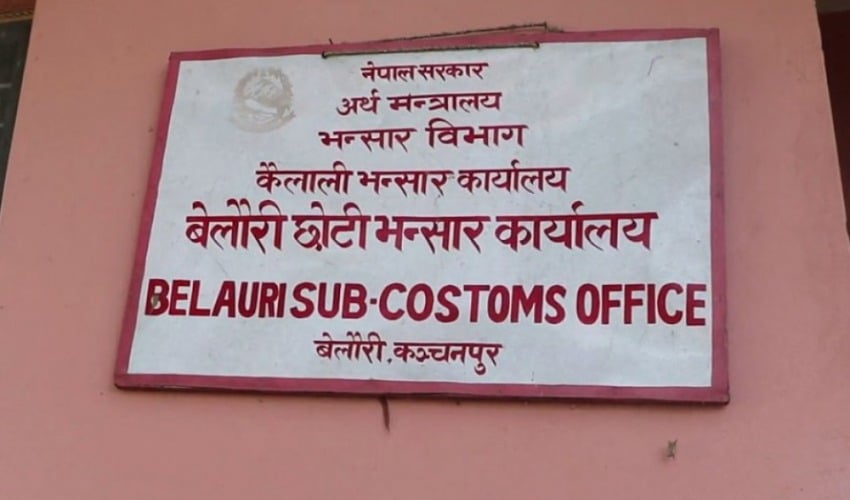 नेपाल सरकार
अर्थ मन्त्रालय
भन्सार विभाग
कैलाली भन्सार कार्यालय
बेलौरी छोटी भन्सार कार्यालय
BELAURI SUB-COSTOMS OFFICE
बेलौरी, कञ्चनपुर